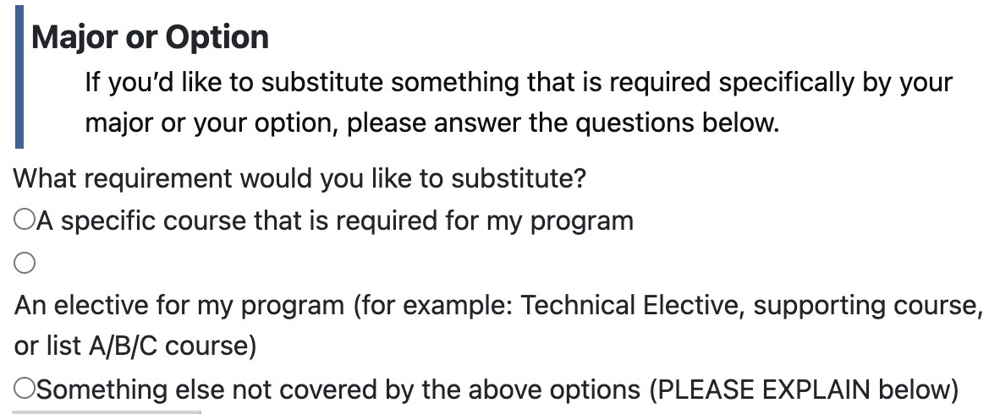 Major or Option
If you’d like to substitute something that is required specifically by your
major or your option, please answer the questions below.
What requirement would you like to substitute?
A specific course that is required for my program
An elective for my program (for example: Technical Elective, supporting course,
or list A/B/C course)
Something else not covered by the above options (PLEASE EXPLAIN below)